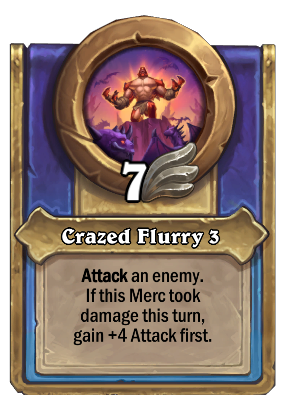 7
Crazed Flurry 3
Attack an enemy.
If this Merc took
damage this turn,
gain +4 Attack first.